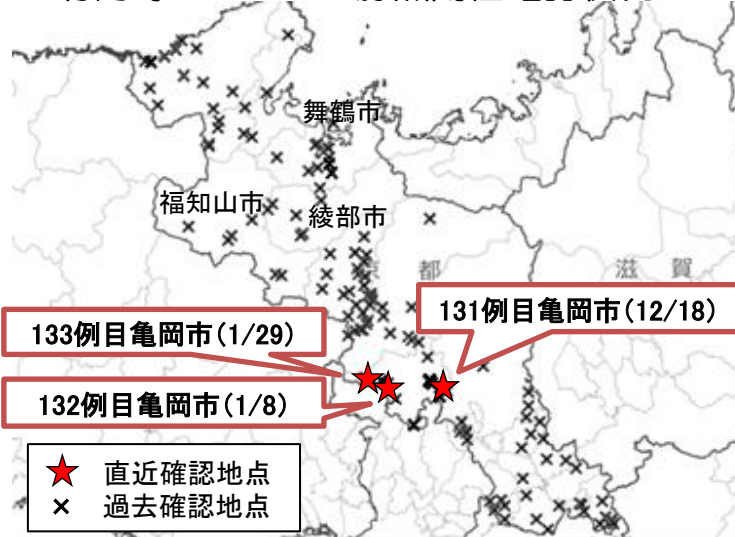 舞鶴市
福知山市
綾部市
京 都
滋 賀
131例目亀岡市(12/18)
133例目亀岡市(1/29)
132例目亀岡市(1/8)
★ 直近確認地点
× 過去確認地点